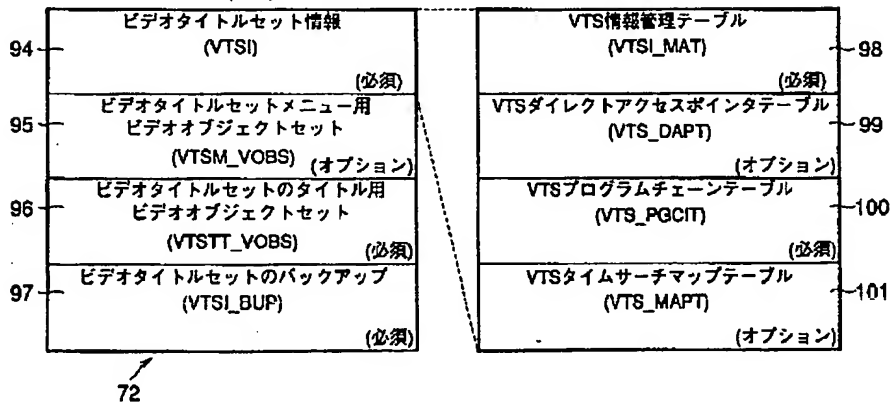 94
ビデオタイトルセット情報
(VTSI)
(必須)
95
ビデオタイトルセットメニュー用
ビデオオブジェクトセット
(VTSM_VOBS)
(オプション)
96
ビデオタイトルセットのタイトル用
ビデオオブジェクトセット
(VTSTT_VOBS)
(必須)
97
ビデオタイトルセットのバックアップ
(VTSI_BUP)
(必須)
72
VTS情報管理テーブル
(VTSI_MAT)
(必須)
98
VTSダイレクトアクセスポインタテーブル
(VTS_DAPT)
(オプション)
99
VTSプログラムチェーンテーブル
(VTS_PGCIT)
(必須)
100
VTSタイムサーチマップテーブル
(VTS_MAPT)
(オプション)
101